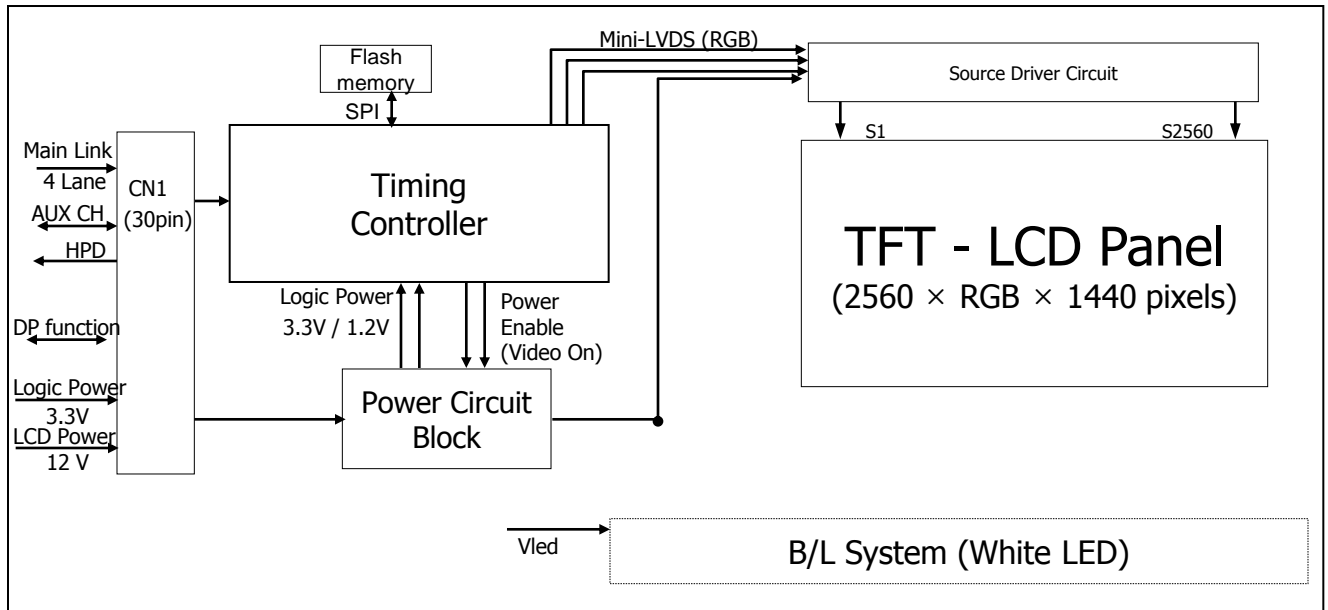 Mini-LVDS (RGB)
Flash
memory
SPI
Source Driver Circuit
S1
S2560
Main Link
4 Lane
AUX CH
HPD
DP function
Logic Power
3.3V
LCD Power
12 V
CN1
(30pin)
Timing
Controller
Logic Power
3.3V / 1.2V
Power
Enable
(Video On)
Power Circuit
Block
TFT - LCD Panel
(2560 × RGB × 1440 pixels)
Vled
B/L System (White LED)